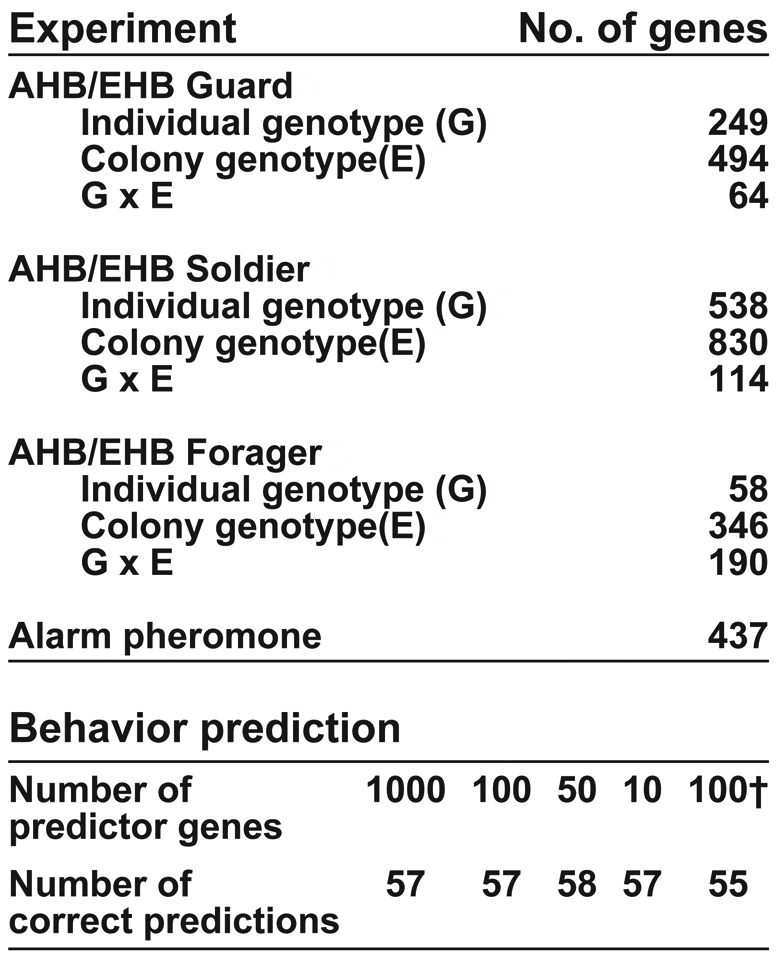 Experiment No. of genes
AHB/EHB Guard
Individual genotype (G) 249
Colony genotype(E) 494
G x E 64
AHB/EHB Soldier
Individual genotype (G) 538
Colony genotype(E) 830
G x E 114
AHB/EHB Forager
Individual genotype (G) 58
Colony genotype(E) 346
G x E 190
Alarm pheromone 437
Behavior prediction
Number of 1000 100 50 10 100†
predictor genes
Number of 57 57 58 57 55
correct predictions